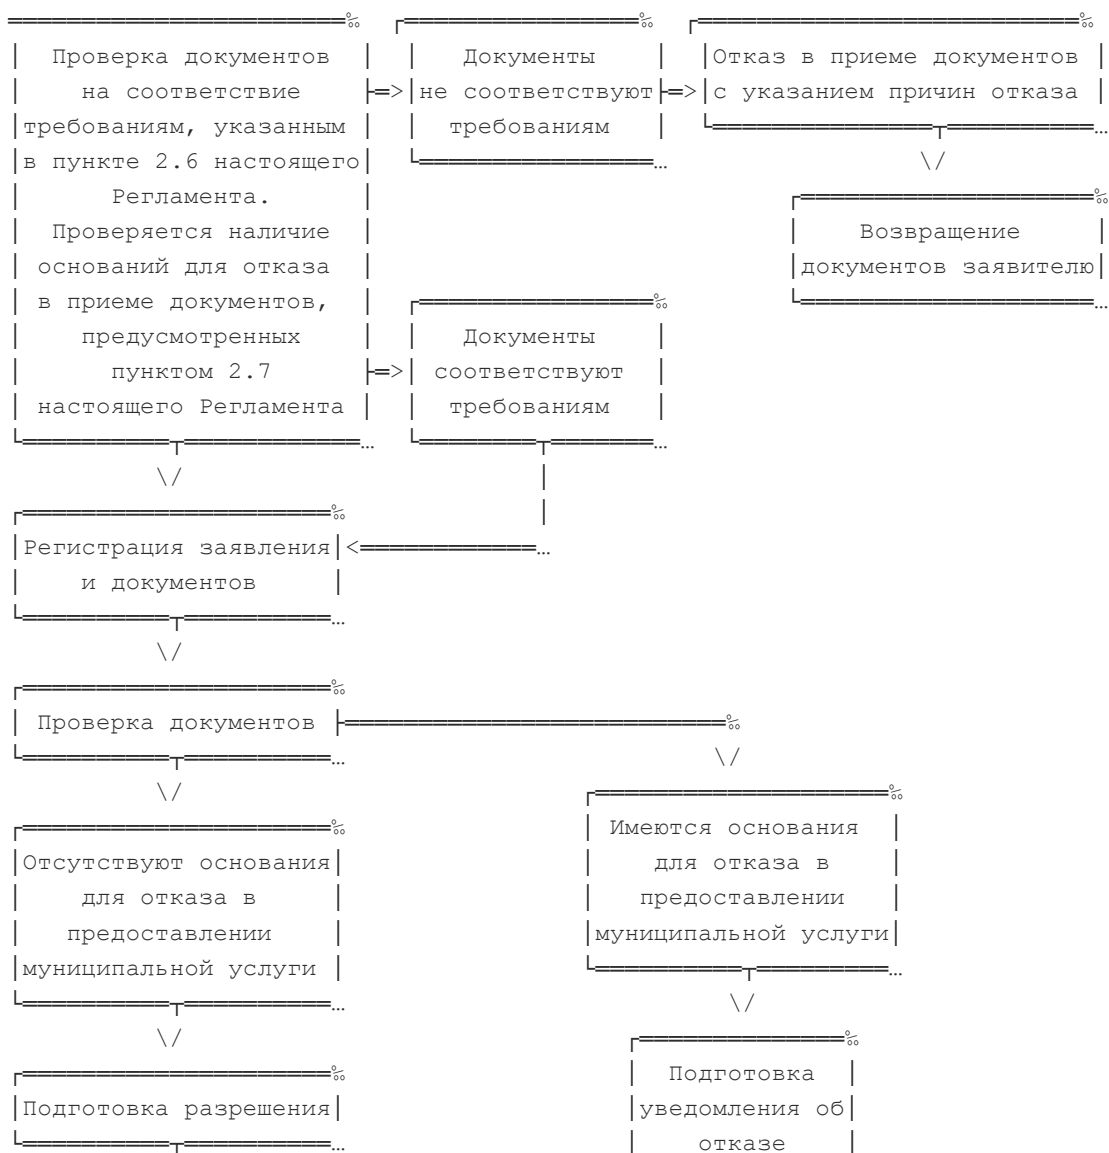 Проверка документов
на соответствие
требованиям, указанным
в пункте 2.6 настоящего
Регламента.
Проверяется наличие
оснований для отказа
в приеме документов,
предусмотренных
пунктом 2.7
настоящего Регламента
Документы
не соответствуют
требованиям
Отказ в приеме документов
с указанием причин отказа
Возвращение
документов заявителю
Документы
соответствуют
требованиям
Регистрация заявления
и документов
Проверка документов
Отсутствуют основания
для отказа в
предоставлении
муниципальной услуги
Имеются основания
для отказа в
предоставлении
муниципальной услуги
Подготовка разрешения
Подготовка
уведомления об
отказе